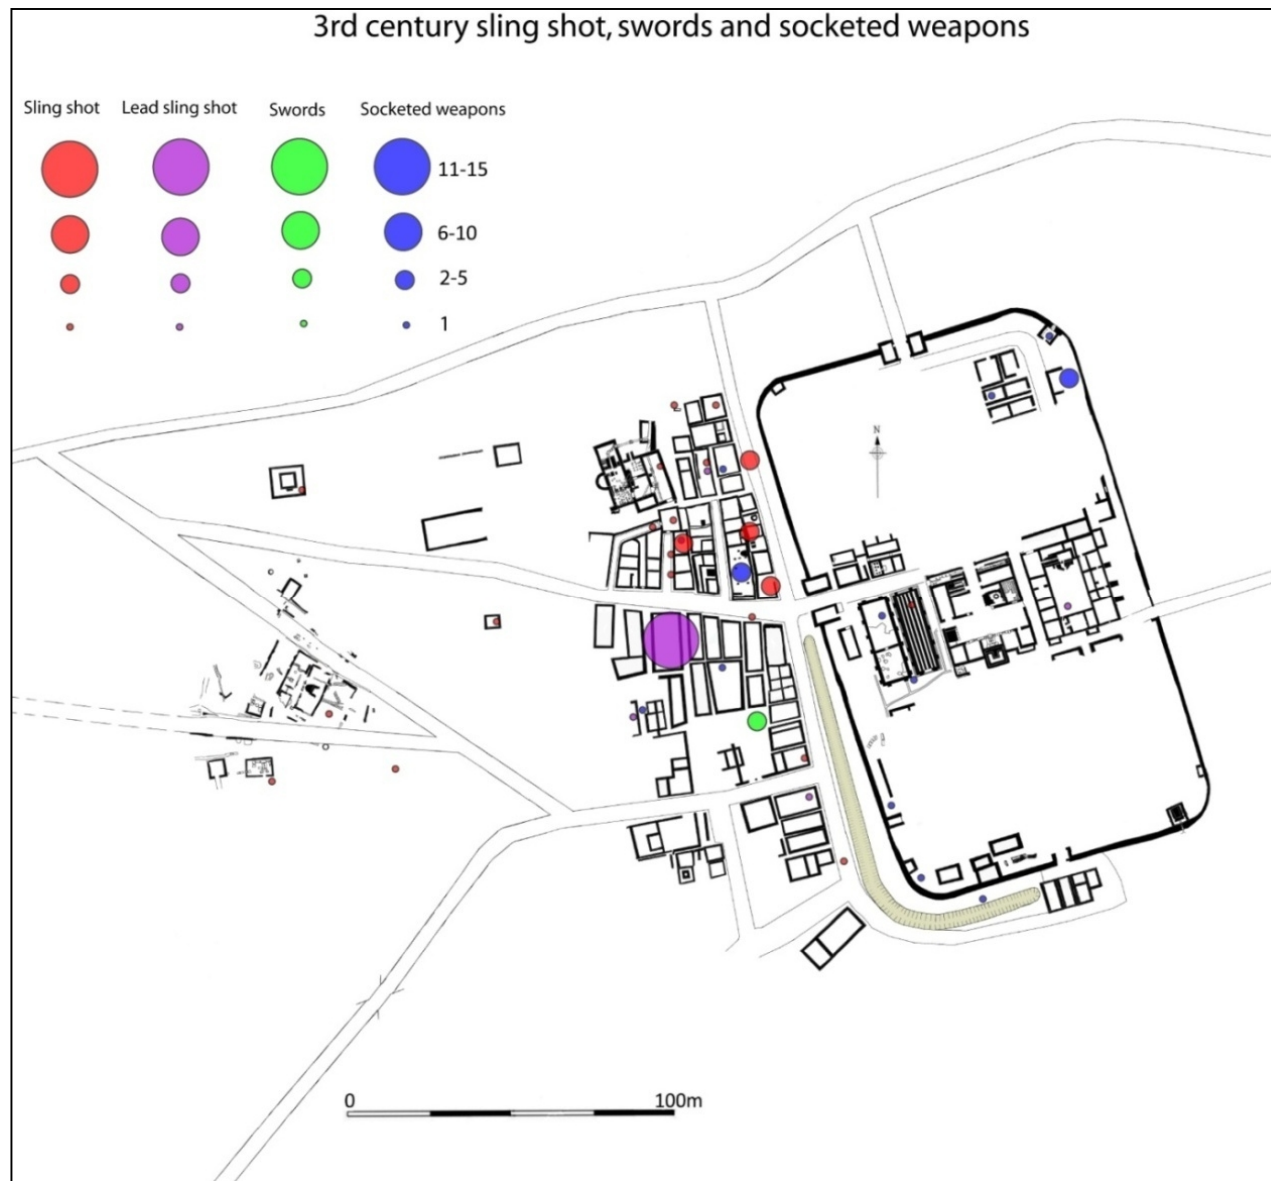 3rd century sling shot, swords and socketed weapons
Sling shot Lead sling shot Swords Socketed weapons
11-15
6-10
2-5
1
N
0 100m